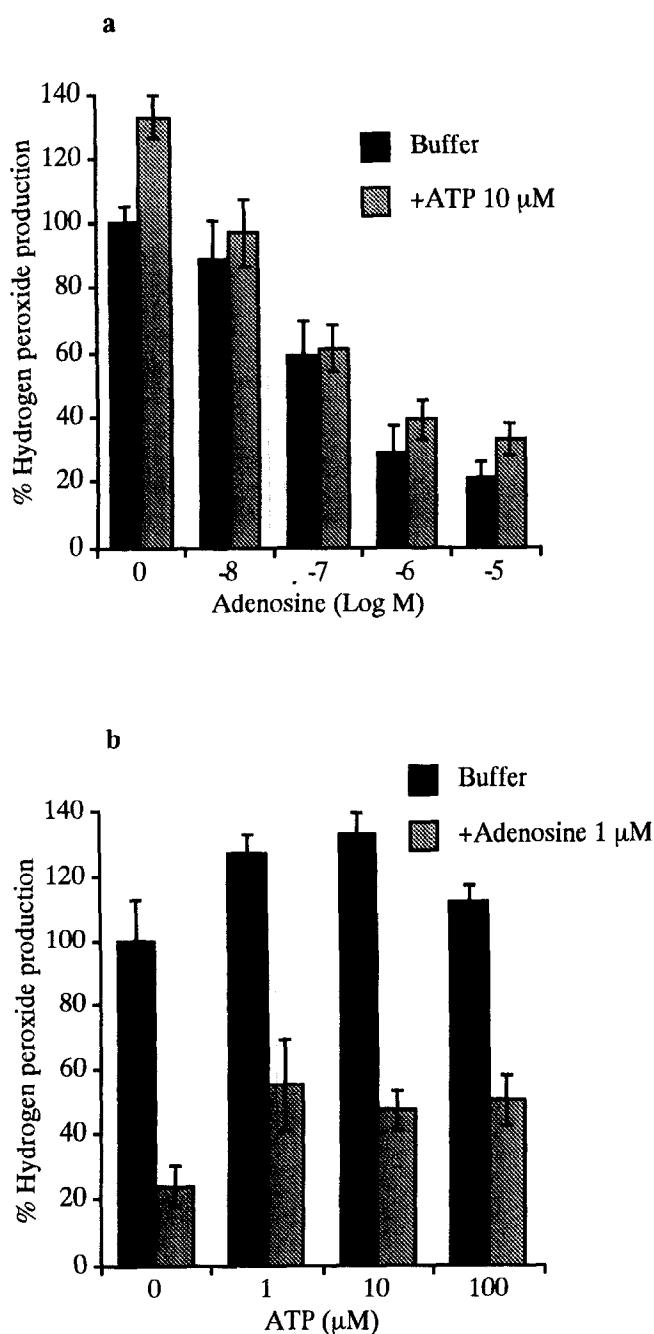 a
% Hydrogen peroxide production
140
120
100
80
60
40
20
0
Buffer
+ATP 10 µM
0 -8 -7 -6 -5
Adenosine (Log M)
b
% Hydrogen peroxide production
140
120
100
80
60
40
20
0
Buffer
+Adenosine 1 µM
0 1 10 100
ATP (µM)